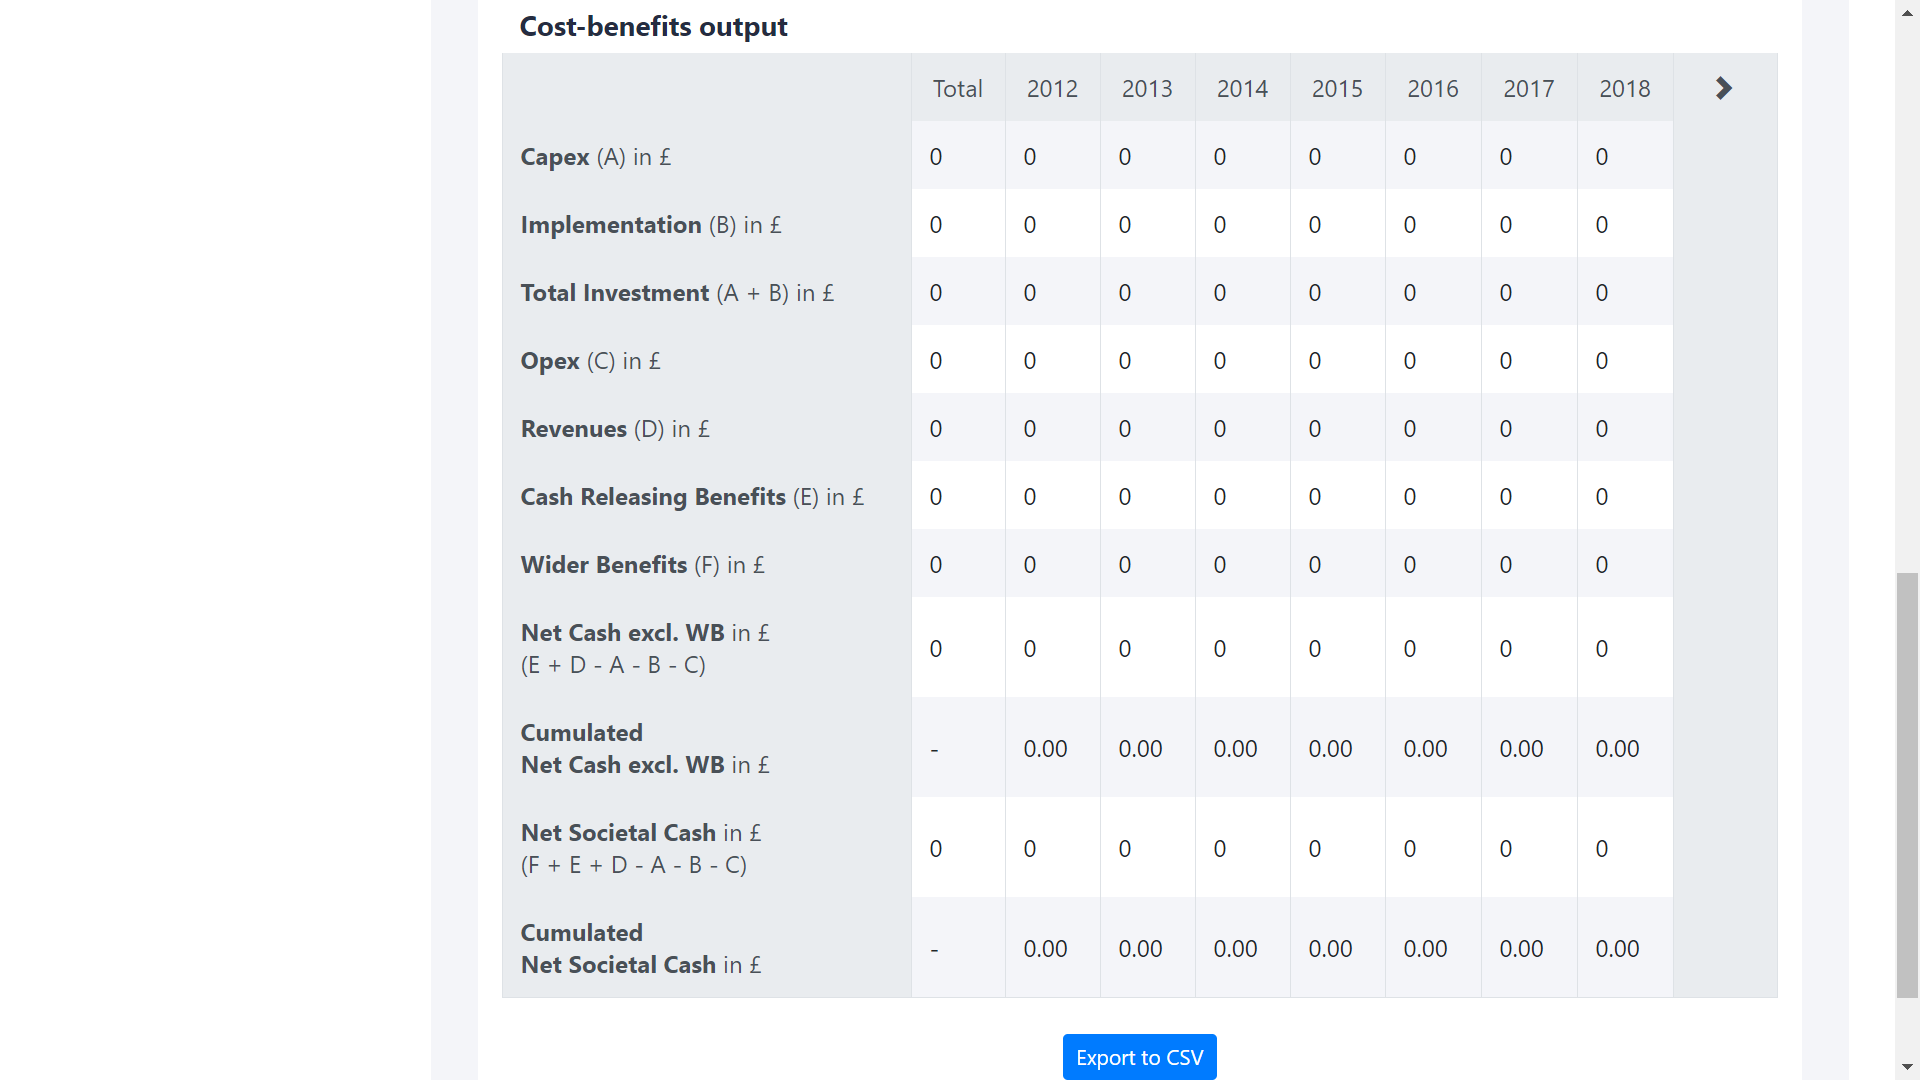 Cost-benefits output
Total 2012 2013 2014 2015 2016 2017 2018
Capex (A) in £ 0 0 0 0 0 0 0 0
Implementation (B) in £ 0 0 0 0 0 0 0 0
Total Investment (A + B) in £ 0 0 0 0 0 0 0 0
Opex (C) in £ 0 0 0 0 0 0 0 0
Revenues (D) in £ 0 0 0 0 0 0 0 0
Cash Releasing Benefits (E) in £ 0 0 0 0 0 0 0 0
Wider Benefits (F) in £ 0 0 0 0 0 0 0 0
Net Cash excl. WB in £
(E + D - A - B - C) 0 0 0 0 0 0 0 0
Cumulated
Net Cash excl. WB in £ - 0.00 0.00 0.00 0.00 0.00 0.00 0.00
Net Societal Cash in £
(F + E + D - A - B - C) 0 0 0 0 0 0 0 0
Cumulated
Net Societal Cash in £ - 0.00 0.00 0.00 0.00 0.00 0.00 0.00
Export to CSV